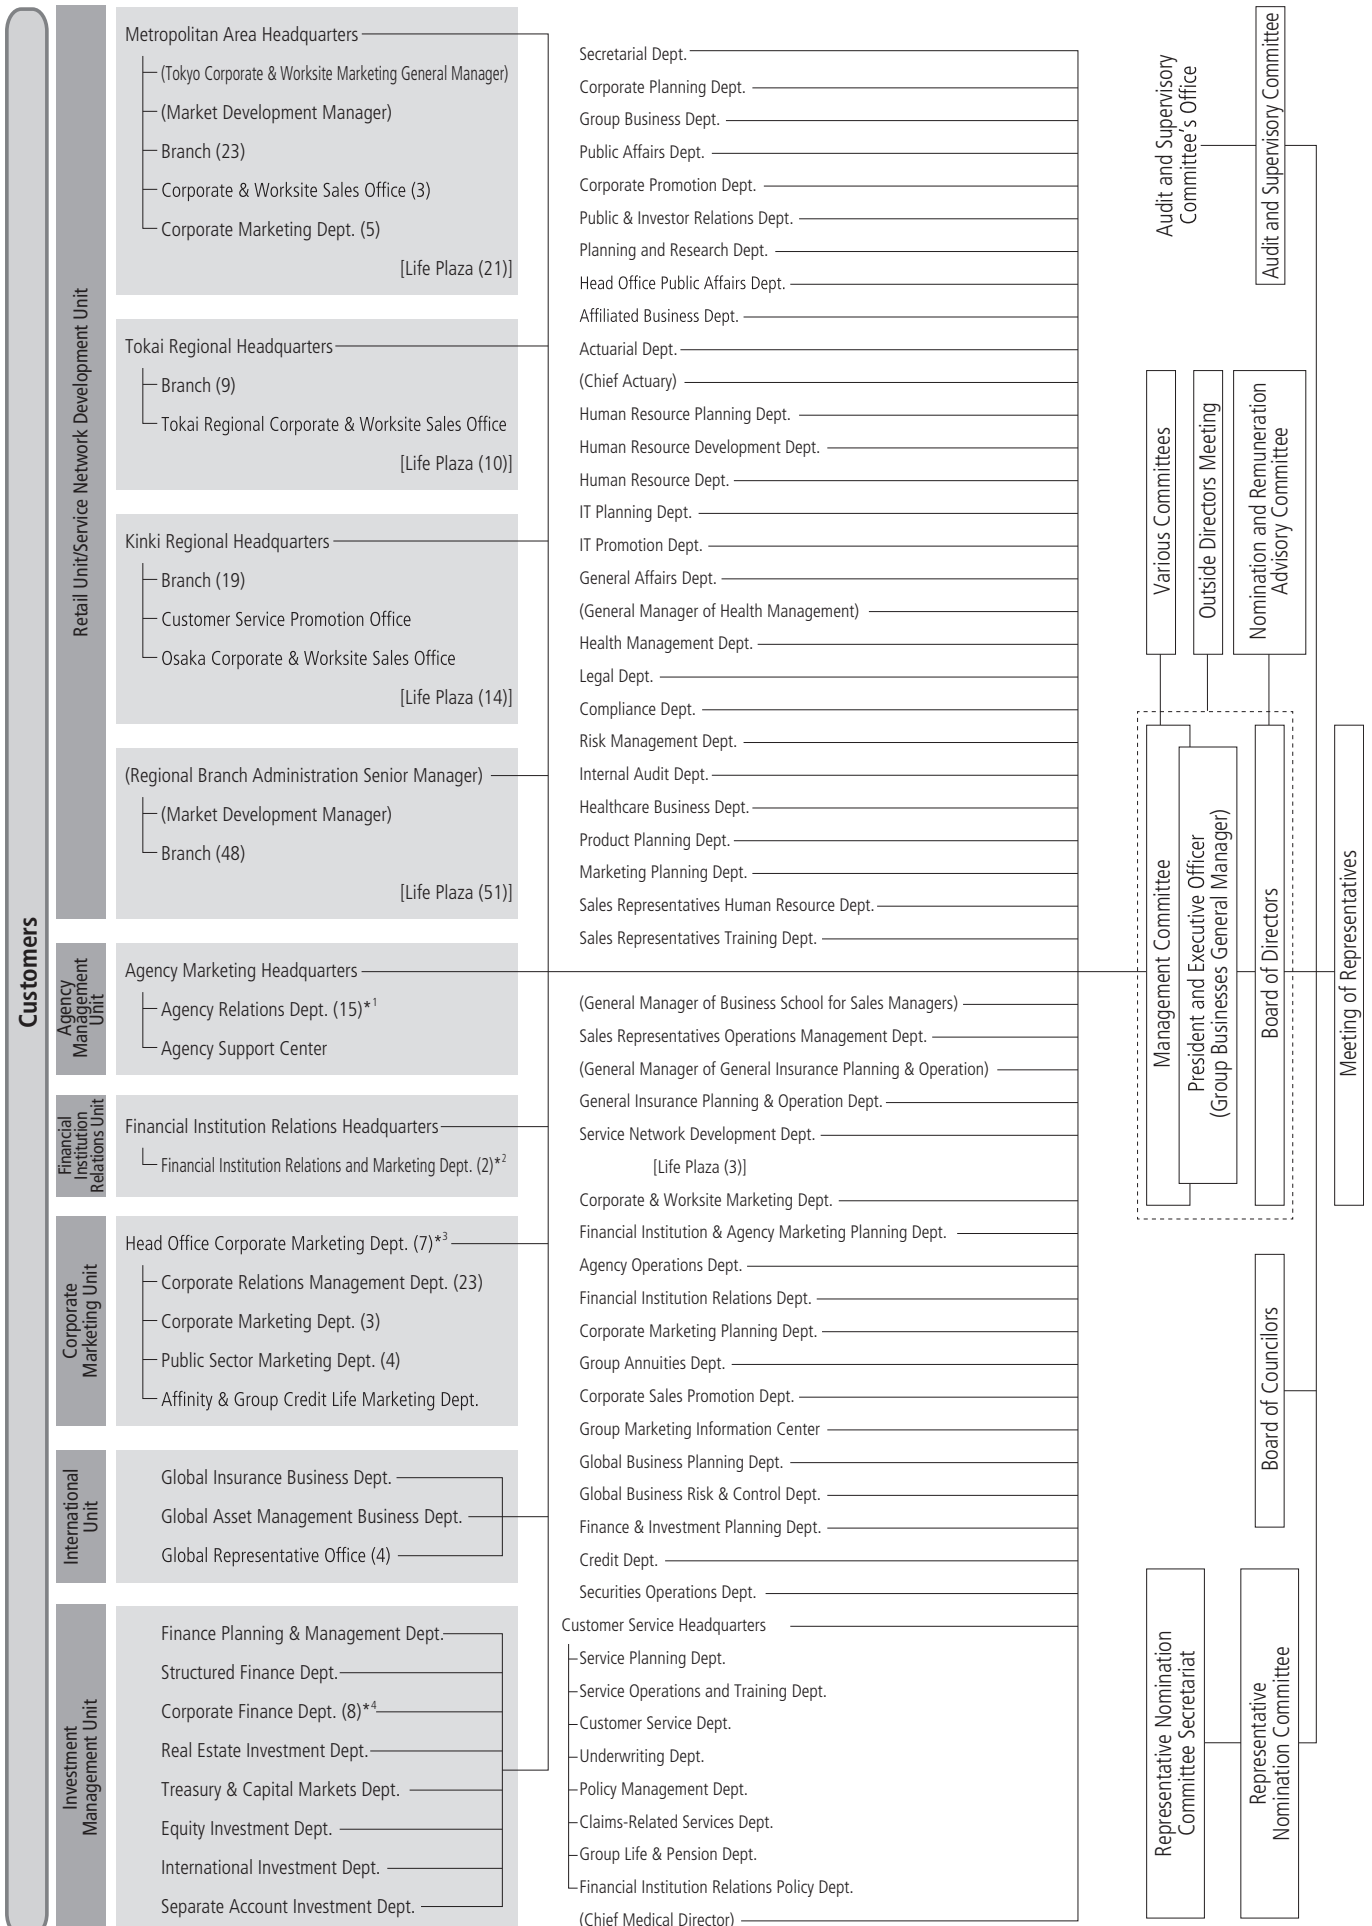 Customers
Retail Unit/Service Network Development Unit
Metropolitan Area Headquarters
(Tokyo Corporate & Worksite Marketing General Manager)
(Market Development Manager)
Branch (23)
Corporate & Worksite Sales Office (3)
Corporate Marketing Dept. (5)
[Life Plaza (21)]
Tokai Regional Headquarters
Branch (9)
Tokai Regional Corporate & Worksite Sales Office
[Life Plaza (10)]
Kinki Regional Headquarters
Branch (19)
Customer Service Promotion Office
Osaka Corporate & Worksite Sales Office
[Life Plaza (14)]
(Regional Branch Administration Senior Manager)
(Market Development Manager)
Branch (48)
[Life Plaza (51)]
Agency
Management
Unit
Agency Marketing Headquarters
Agency Relations Dept. (15)*1
Agency Support Center
Financial
Institution
Relations Unit
Financial Institution Relations Headquarters
Financial Institution Relations and Marketing Dept. (2)*2
Corporate
Marketing Unit
Head Office Corporate Marketing Dept. (7)*3
Corporate Relations Management Dept. (23)
Corporate Marketing Dept. (3)
Public Sector Marketing Dept. (4)
Affinity & Group Credit Life Marketing Dept.
International
Unit
Global Insurance Business Dept.
Global Asset Management Business Dept.
Global Representative Office (4)
Investment
Management Unit
Finance Planning & Management Dept.
Structured Finance Dept.
Corporate Finance Dept. (8)*4
Real Estate Investment Dept.
Treasury & Capital Markets Dept.
Equity Investment Dept.
International Investment Dept.
Separate Account Investment Dept.
Secretarial Dept.
Corporate Planning Dept.
Group Business Dept.
Public Affairs Dept.
Corporate Promotion Dept.
Public & Investor Relations Dept.
Planning and Research Dept.
Head Office Public Affairs Dept.
Affiliated Business Dept.
Actuarial Dept.
(Chief Actuary)
Human Resource Planning Dept.
Human Resource Development Dept.
Human Resource Dept.
IT Planning Dept.
IT Promotion Dept.
General Affairs Dept.
(General Manager of Health Management)
Health Management Dept.
Legal Dept.
Compliance Dept.
Risk Management Dept.
Internal Audit Dept.
Healthcare Business Dept.
Product Planning Dept.
Marketing Planning Dept.
Sales Representatives Human Resource Dept.
Sales Representatives Training Dept.
(General Manager of Business School for Sales Managers)
Sales Representatives Operations Management Dept.
(General Manager of General Insurance Planning & Operation)
General Insurance Planning & Operation Dept.
Service Network Development Dept.
[Life Plaza (3)]
Corporate & Worksite Marketing Dept.
Financial Institution & Agency Marketing Planning Dept.
Agency Operations Dept.
Financial Institution Relations Dept.
Corporate Marketing Planning Dept.
Group Annuities Dept.
Corporate Sales Promotion Dept.
Group Marketing Information Center
Global Business Planning Dept.
Global Business Risk & Control Dept.
Finance & Investment Planning Dept.
Credit Dept.
Securities Operations Dept.
Customer Service Headquarters
Service Planning Dept.
Service Operations and Training Dept.
Customer Service Dept.
Underwriting Dept.
Policy Management Dept.
Claims-Related Services Dept.
Group Life & Pension Dept.
Financial Institution Relations Policy Dept.
(Chief Medical Director)
Audit and Supervisory
Committee's Office
Audit and Supervisory Committee
Various Committees
Outside Directors Meeting
Nomination and Remuneration
Advisory Committee
Management Committee
President and Executive Officer
(Group Businesses General Manager)
Board of Directors
Meeting of Representatives
Board of Councilors
Representative Nomination
Committee Secretariat
Representative
Nomination Committee